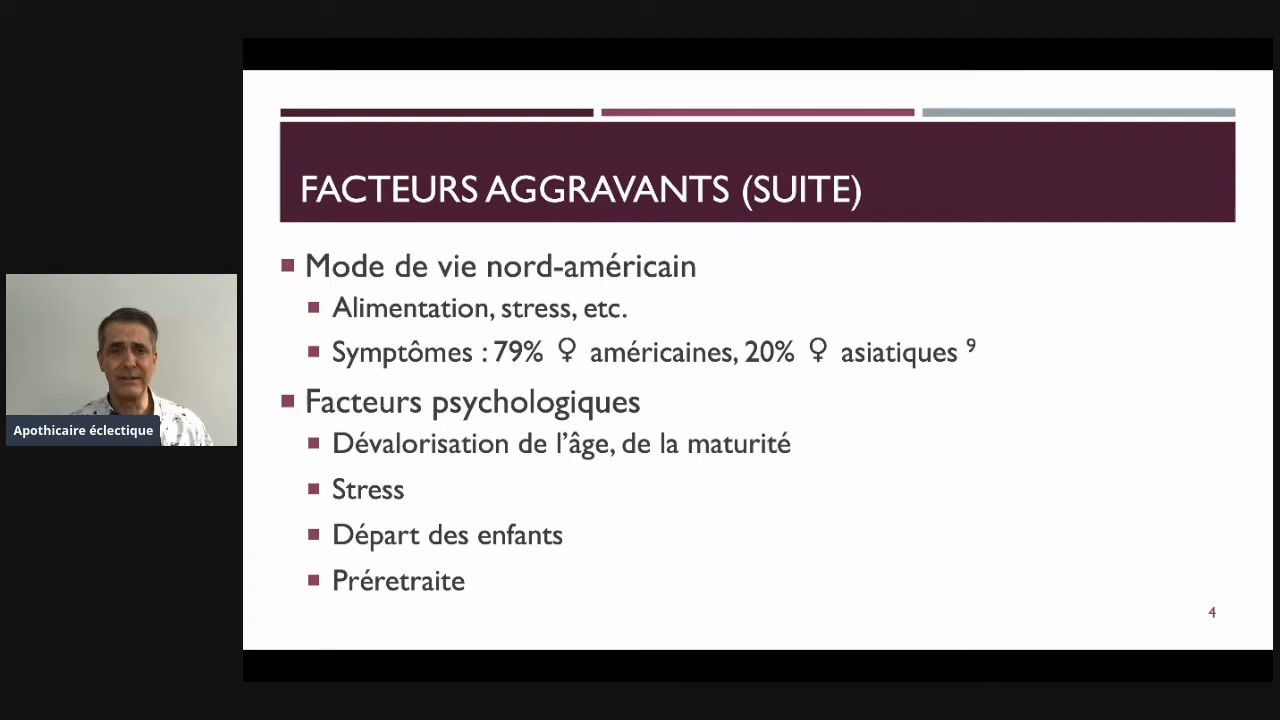 FACTEURS AGGRAVANTS (SUITE)
Mode de vie nord-américain
Alimentation, stress, etc.
Symptômes : 79% ♀ américaines, 20% ♀ asiatiques ⁹
Facteurs psychologiques
Dévalorisation de l’âge, de la maturité
Stress
Départ des enfants
Préretraite
4
Apothicaire éclectique